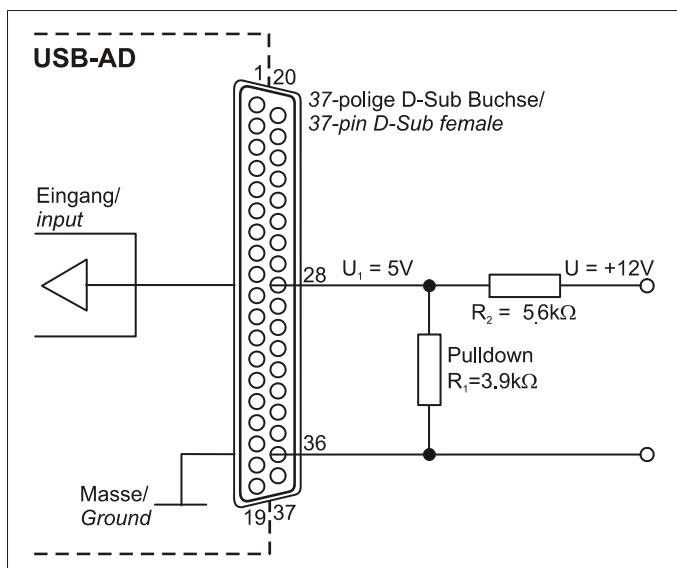 USB-AD
1 20
37-polige D-Sub Buchse/
37-pin D-Sub female
Eingang/
input
28
U₁ = 5V
U = +12V
R₂ = 5.6kΩ
Pulldown
R₁=3.9kΩ
36
Masse/
Ground
19 37